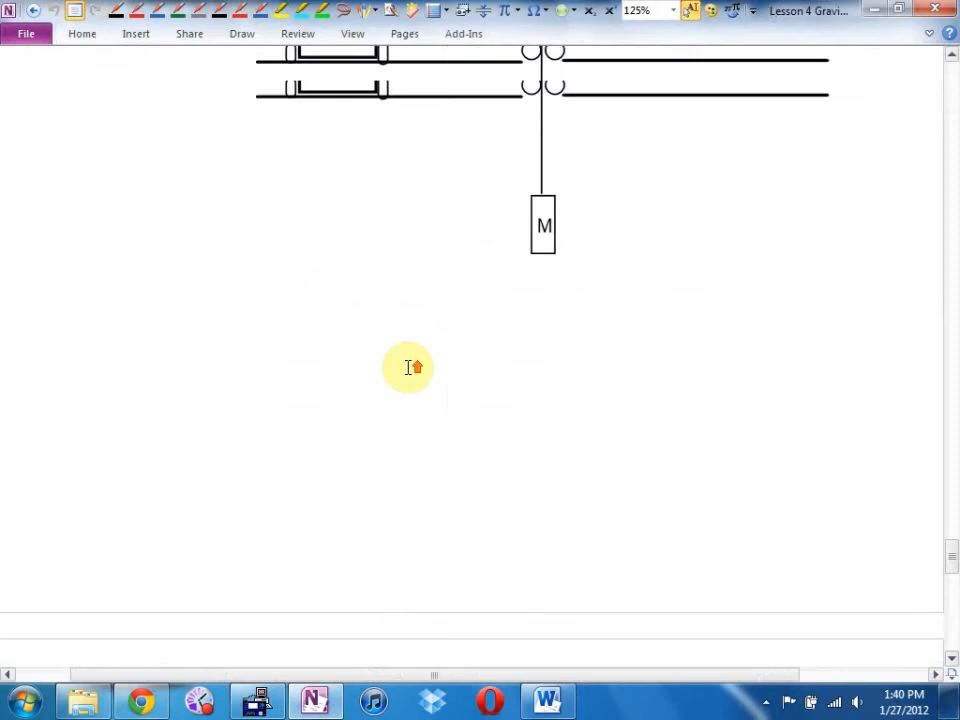 125% Lesson 4 Gravi...
File Home Insert Share Draw Review View Pages Add-Ins
M
1:40 PM
1/27/2012